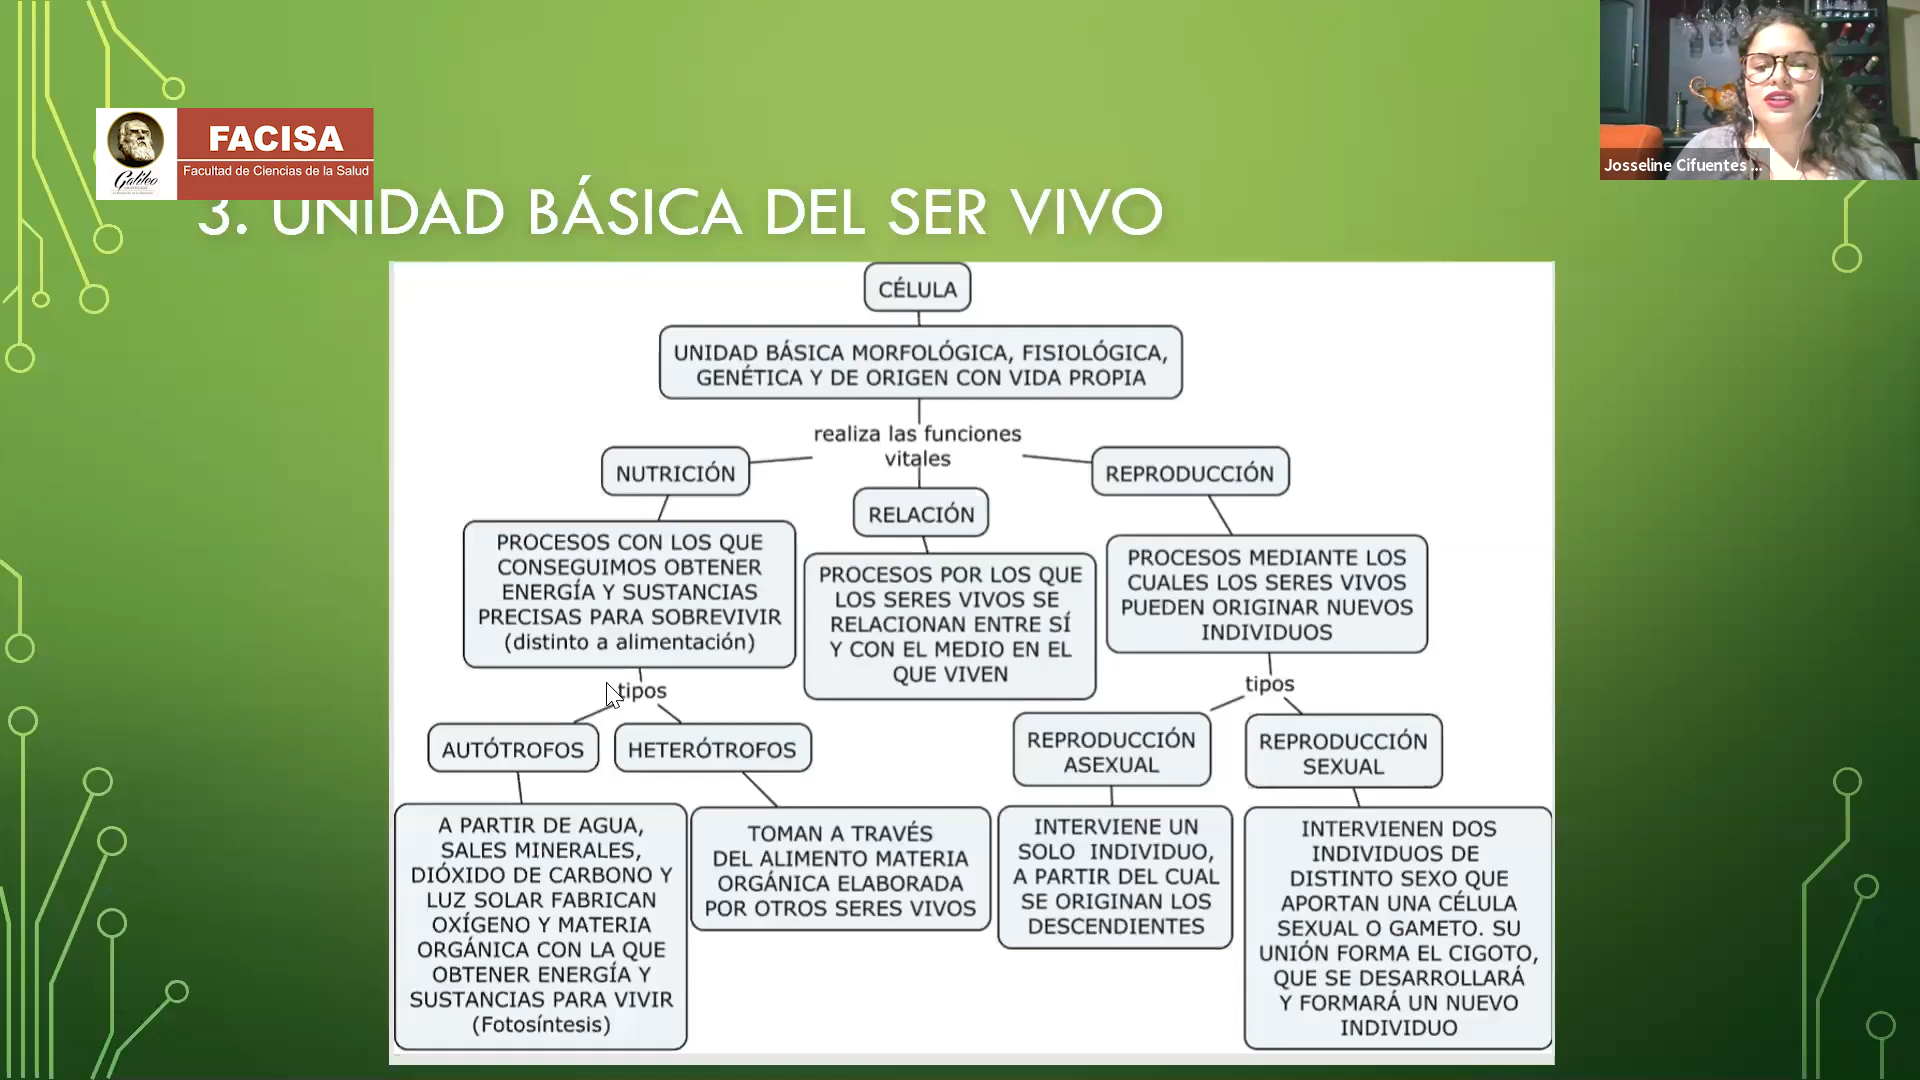 FACISA
Facultad de Ciencias de la Salud
Galileo
Josseline Cifuentes ...
3. UNIDAD BÁSICA DEL SER VIVO
CÉLULA
UNIDAD BÁSICA MORFOLÓGICA, FISIOLÓGICA,
GENÉTICA Y DE ORIGEN CON VIDA PROPIA
realiza las funciones
vitales
NUTRICIÓN
PROCESOS CON LOS QUE
CONSEGUIMOS OBTENER
ENERGÍA Y SUSTANCIAS
PRECISAS PARA SOBREVIVIR
(distinto a alimentación)
tipos
AUTÓTROFOS
A PARTIR DE AGUA,
SALES MINERALES,
DIÓXIDO DE CARBONO Y
LUZ SOLAR FABRICAN
OXÍGENO Y MATERIA
ORGÁNICA CON LA QUE
OBTENER ENERGÍA Y
SUSTANCIAS PARA VIVIR
(Fotosíntesis)
HETERÓTROFOS
TOMAN A TRAVÉS
DEL ALIMENTO MATERIA
ORGÁNICA ELABORADA
POR OTROS SERES VIVOS
RELACIÓN
PROCESOS POR LOS QUE
LOS SERES VIVOS SE
RELACIONAN ENTRE SÍ
Y CON EL MEDIO EN EL
QUE VIVEN
REPRODUCCIÓN
PROCESOS MEDIANTE LOS
CUALES LOS SERES VIVOS
PUEDEN ORIGINAR NUEVOS
INDIVIDUOS
tipos
REPRODUCCIÓN
ASEXUAL
INTERVIENE UN
SOLO INDIVIDUO,
A PARTIR DEL CUAL
SE ORIGINAN LOS
DESCENDIENTES
REPRODUCCIÓN
SEXUAL
INTERVIENEN DOS
INDIVIDUOS DE
DISTINTO SEXO QUE
APORTAN UNA CÉLULA
SEXUAL O GAMETO. SU
UNIÓN FORMA EL CIGOTO,
QUE SE DESARROLLARÁ
Y FORMARÁ UN NUEVO
INDIVIDUO